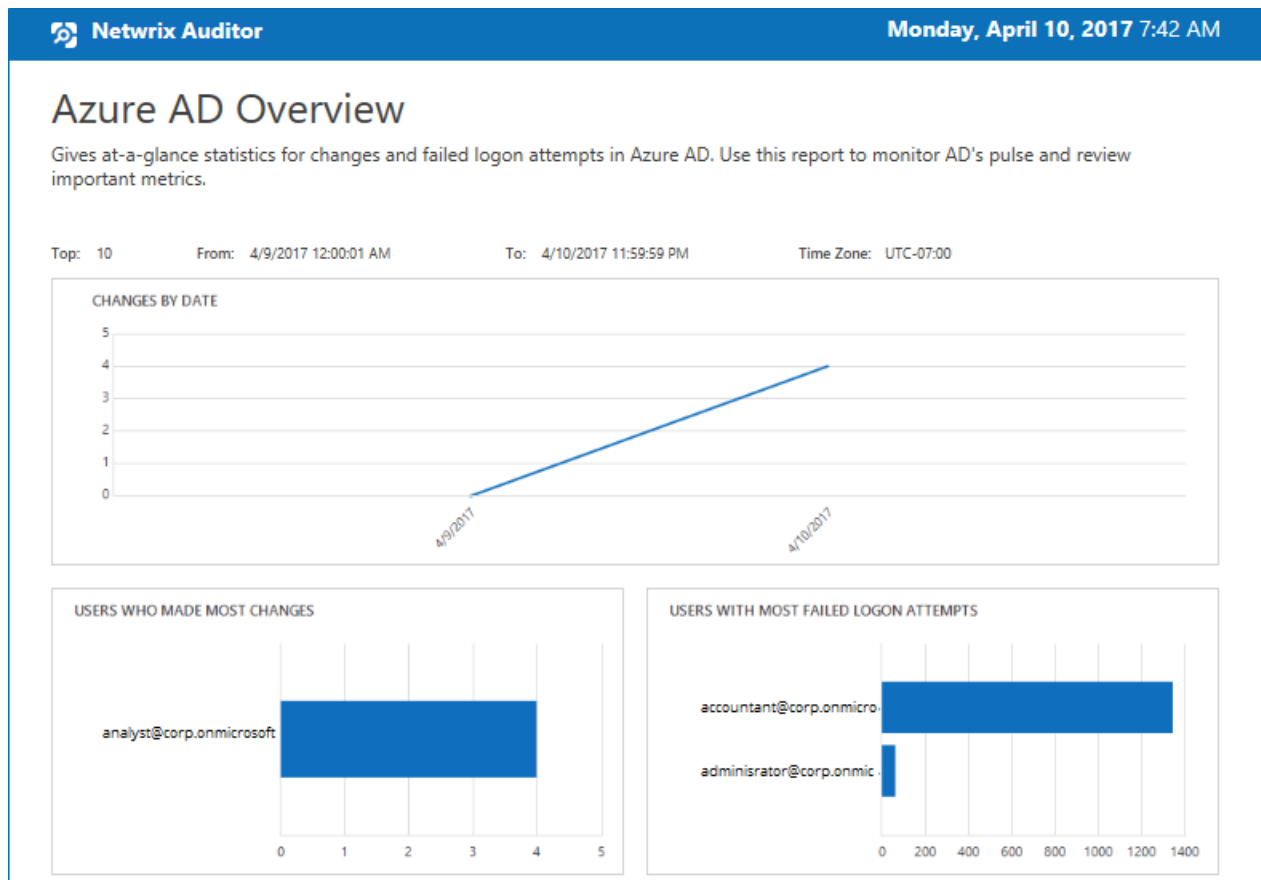 Netwrix Auditor
Monday, April 10, 2017 7:42 AM
Azure AD Overview
Gives at-a-glance statistics for changes and failed logon attempts in Azure AD. Use this report to monitor AD's pulse and review
important metrics.
Top: 10 From: 4/9/2017 12:00:01 AM To: 4/10/2017 11:59:59 PM Time Zone: UTC-07:00
CHANGES BY DATE
5
4
3
2
1
0
4/9/2017 4/10/2017
USERS WHO MADE MOST CHANGES
analyst@corp.onmicrosoft
0 1 2 3 4 5
USERS WITH MOST FAILED LOGON ATTEMPTS
accountant@corp.onmicro
adminisrator@corp.onmic
0 200 400 600 800 1000 1200 1400